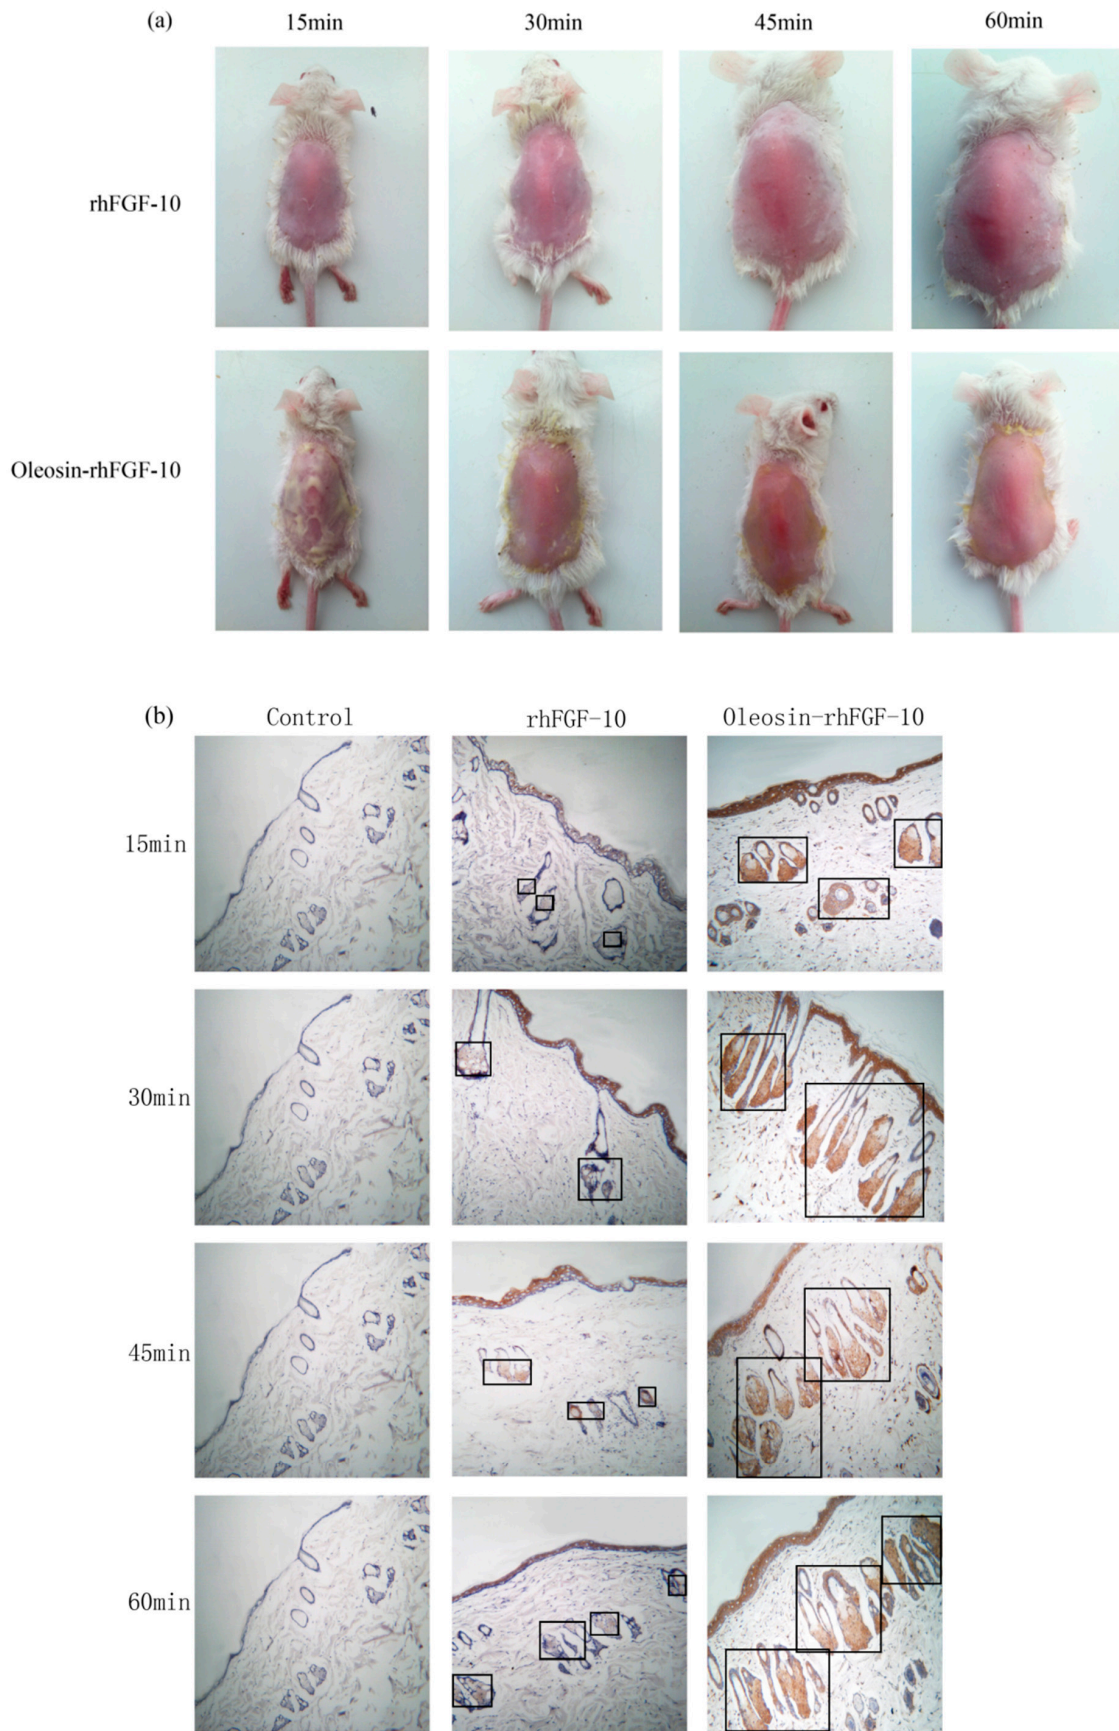 (a) 15min 30min 45min 60min
rhFGF-10
Oleosin-rhFGF-10
(b) Control rhFGF-10 Oleosin-rhFGF-10
15min
30min
45min
60min